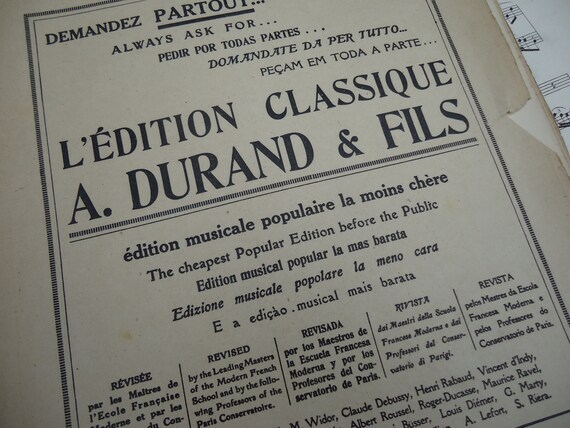 DEMANDEZ PARTOUT...
ALWAYS ASK FOR...
PEDIR POR TODAS PARTES...
DOMANDATE DA PER TUTTO...
PEÇAM EM TODA A PARTE...
L'ÉDITION CLASSIQUE
A. DURAND & FILS
édition musicale populaire la moins chère
The cheapest Popular Edition before the Public
Edition musical popular la mas barata
Edizione musicale popolare la meno cara
E a edição musical mais barata
RÉVISÉE
par les Maîtres de
l'Ecole Française
Moderne et par les
du Con-
REVISED
by the Leading Masters
of the Modern French
School and by the follo-
wing Professors of the
Paris Conservatoire.
REVISADA
por los Maestros de
la Escuela Francesa
Moderna y por los
Profesores del Con-
servatorio de Paris.
REVISTA
dai Maestri della Scuola
Francese Moderna e dai
Professori del Conser-
vatorio di Parigi.
REVISTA
pelos Mestres da Escola
Francesa Moderna e
pelos Professores do
Conservatorio de Paris.
M. Widor, Claude Debussy, Henri Rabaud, Vincent d'Indy,
Albert Roussel, Roger-Ducasse, Maurice Ravel,
Busser, Louis Diémer, G. Marty,
A. Lefort, S. Riera.